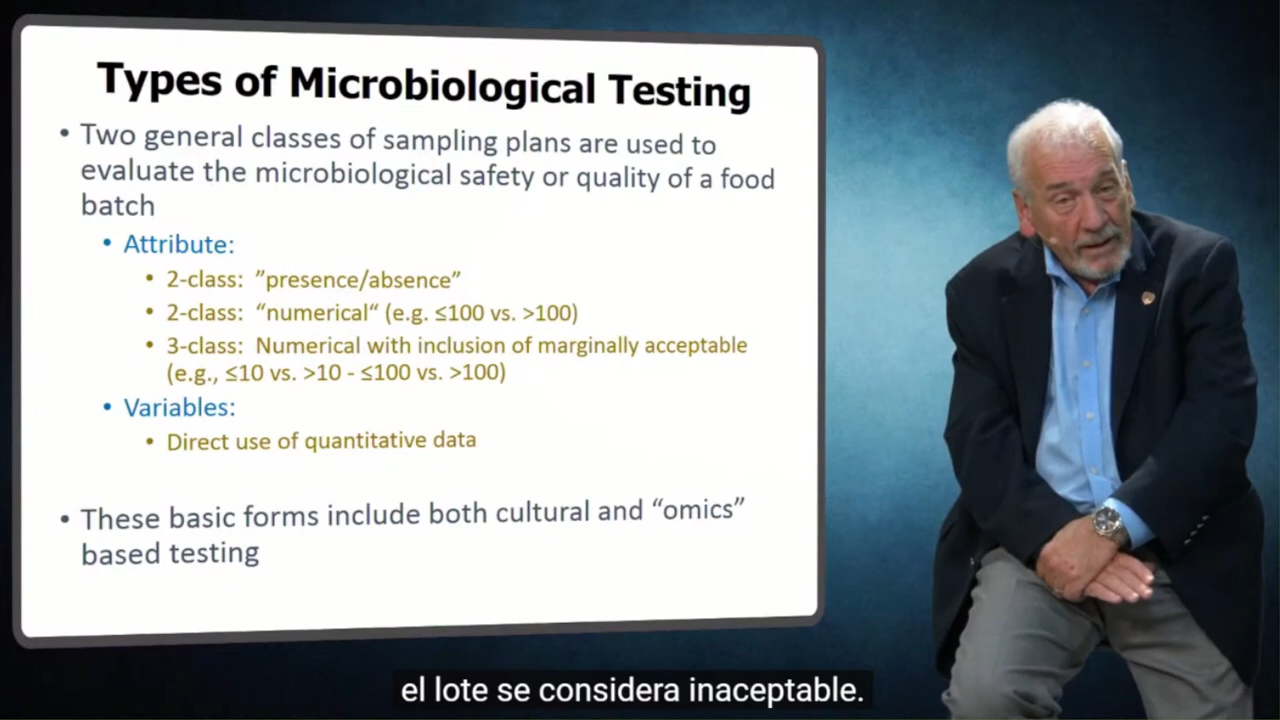 Types of Microbiological Testing
• Two general classes of sampling plans are used to
evaluate the microbiological safety or quality of a food
batch
• Attribute:
• 2-class: ”presence/absence”
• 2-class: “numerical“ (e.g. ≤100 vs. >100)
• 3-class: Numerical with inclusion of marginally acceptable
(e.g., ≤10 vs. >10 - ≤100 vs. >100)
• Variables:
• Direct use of quantitative data
• These basic forms include both cultural and “omics”
based testing
el lote se considera inaceptable.